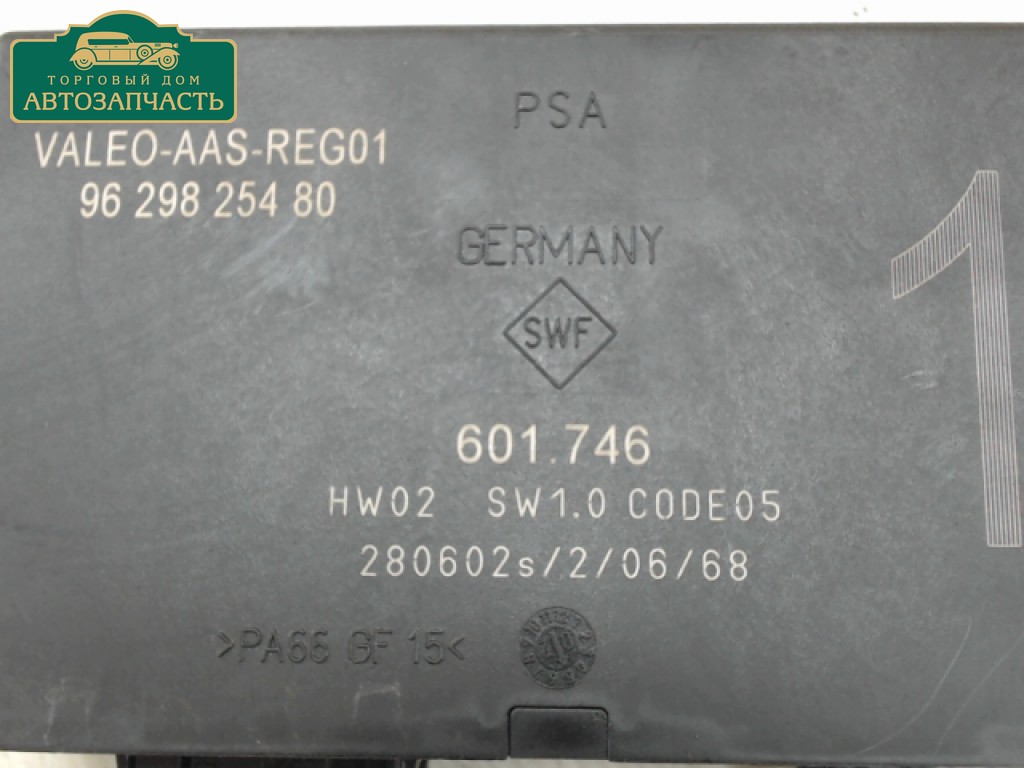 ТОРГОВЫЙ ДОМ
АВТОЗАПЧАСТЬ
PSA
VALEO-AAS-REG01
96 298 254 80
1
GERMANY
SWF
601.746
HW02 SW1.0 CODE05
280602s/2/06/68
>PA66 GF 15<